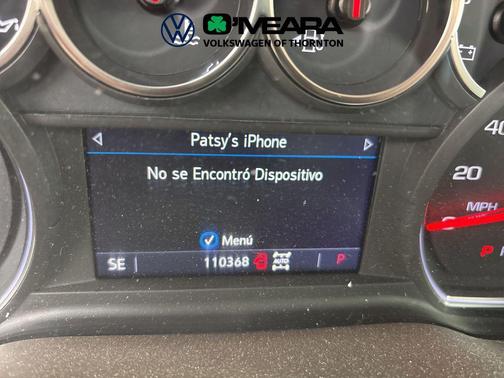 O'MEARA
VOLKSWAGEN OF THORNTON
Patsy's iPhone
No se Encontró Dispositivo
Menú
SE 110368 AUTO P
40
20
MPH
P